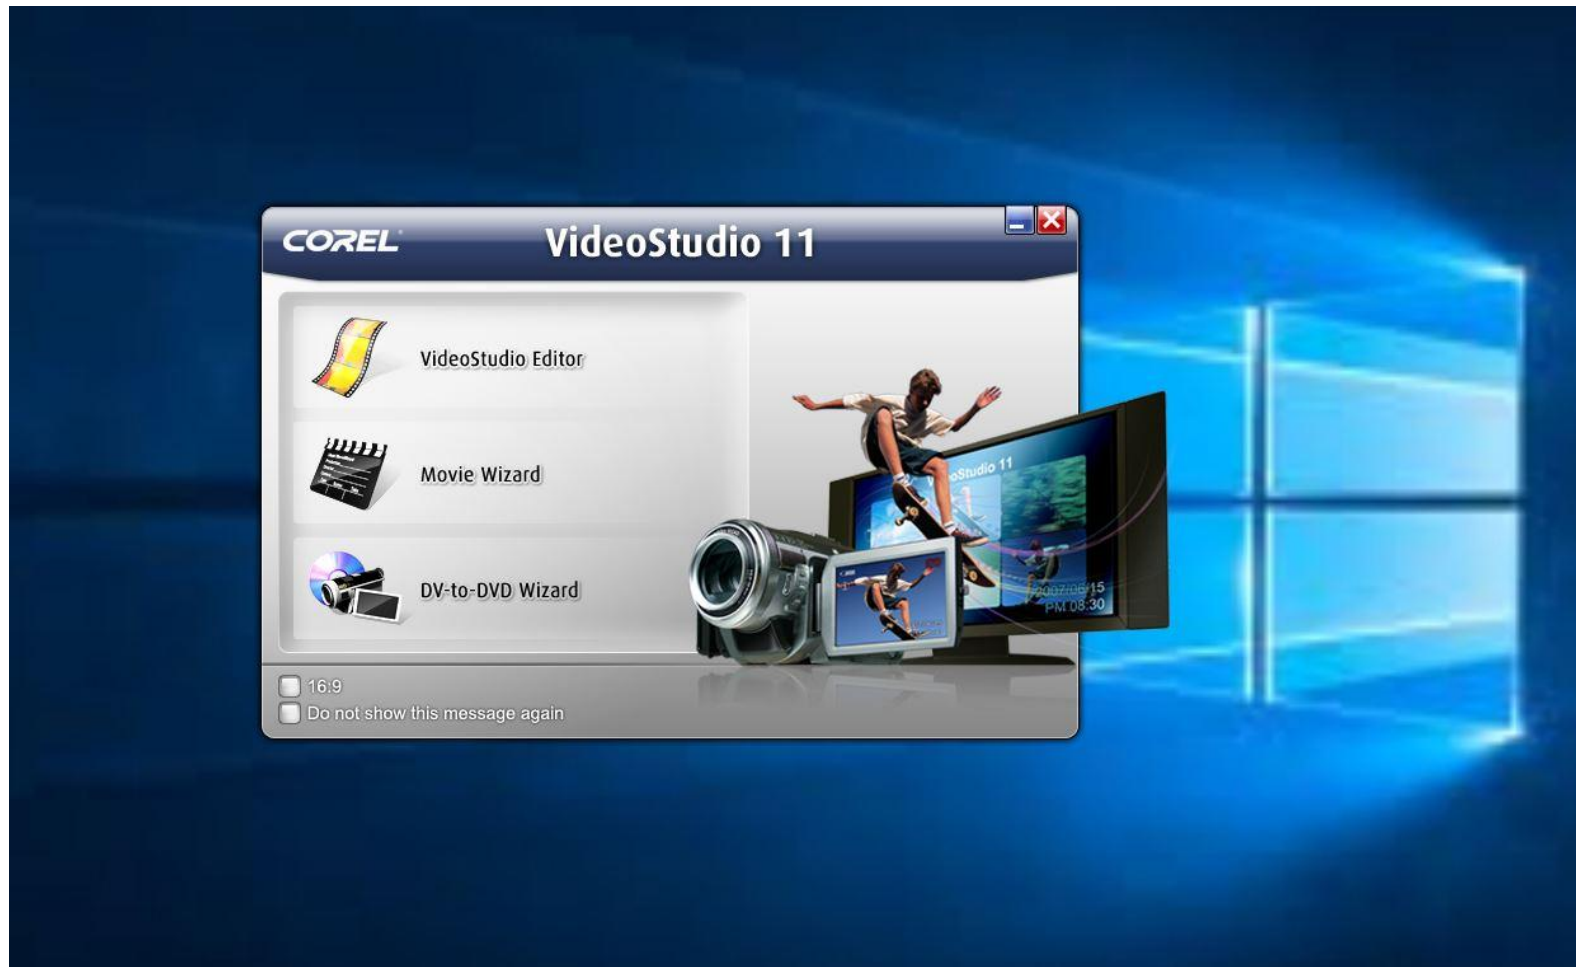 COREL
VideoStudio 11
VideoStudio Editor
Movie Wizard
DV-to-DVD Wizard
Studio 11
2007/06/15
PM 08:30
16:9
Do not show this message again